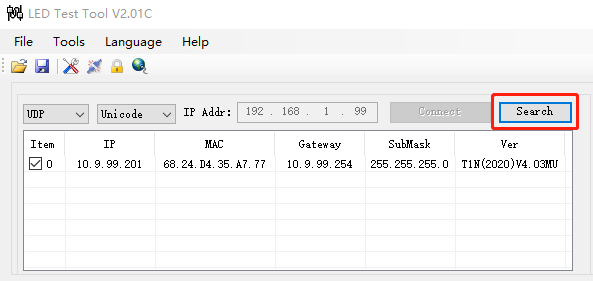 LED Test Tool V2.01C
File Tools Language Help
UDP Unicode IP Addr: 192 . 168 . 1 . 99 Connect Search
Item IP MAC Gateway SubMask Ver
0 10.9.99.201 68.24.D4.35.A7.77 10.9.99.254 255.255.255.0 T1N(2020)V4.03MU